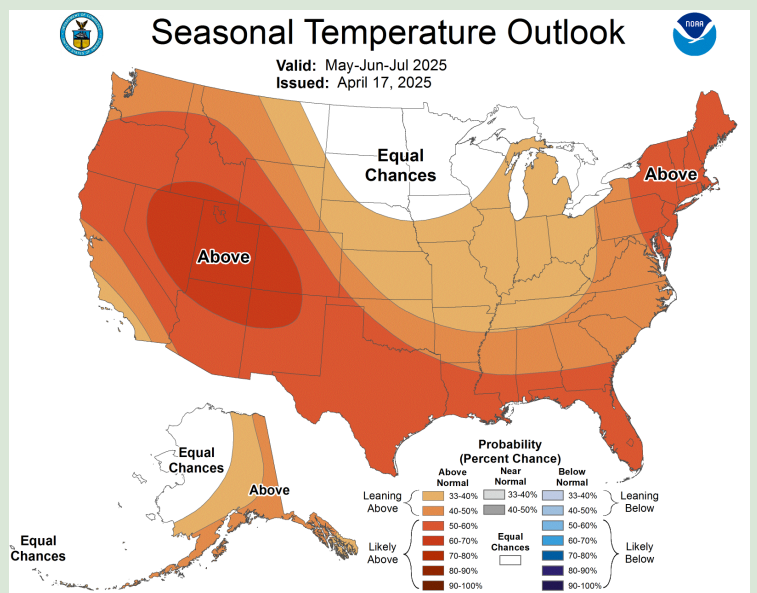 Seasonal Temperature Outlook
NOAA
Valid: May-Jun-Jul 2025
Issued: April 17, 2025
Equal
Chances
Above
Above
Equal
Chances
Above
Equal
Chances
Probability
(Percent Chance)
Above
Normal
Near
Normal
Below
Normal
Leaning
Above
33-40%
40-50%
33-40%
40-50%
33-40%
40-50%
Leaning
Below
Likely
Above
50-60%
60-70%
70-80%
80-90%
90-100%
Equal
Chances
50-60%
60-70%
70-80%
80-90%
90-100%
Likely
Below